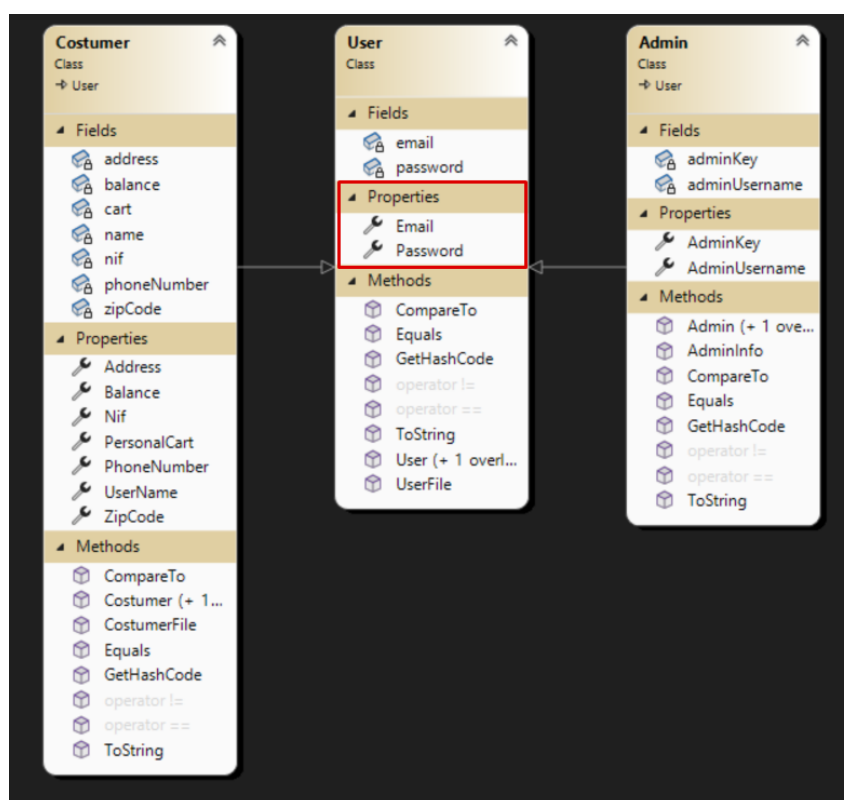 Costumer
Class
User
Fields
address
balance
cart
name
nif
phoneNumber
zipCode
Properties
Address
Balance
Nif
PersonalCart
PhoneNumber
UserName
ZipCode
Methods
CompareTo
Costumer (+ 1...
CostumerFile
Equals
GetHashCode
operator !=
operator ==
ToString
User
Class
Fields
email
password
Properties
Email
Password
Methods
CompareTo
Equals
GetHashCode
operator !=
operator ==
ToString
User (+ 1 overl...
UserFile
Admin
Class
User
Fields
adminKey
adminUsername
Properties
AdminKey
AdminUsername
Methods
Admin (+ 1 ove...
AdminInfo
CompareTo
Equals
GetHashCode
operator !=
operator ==
ToString